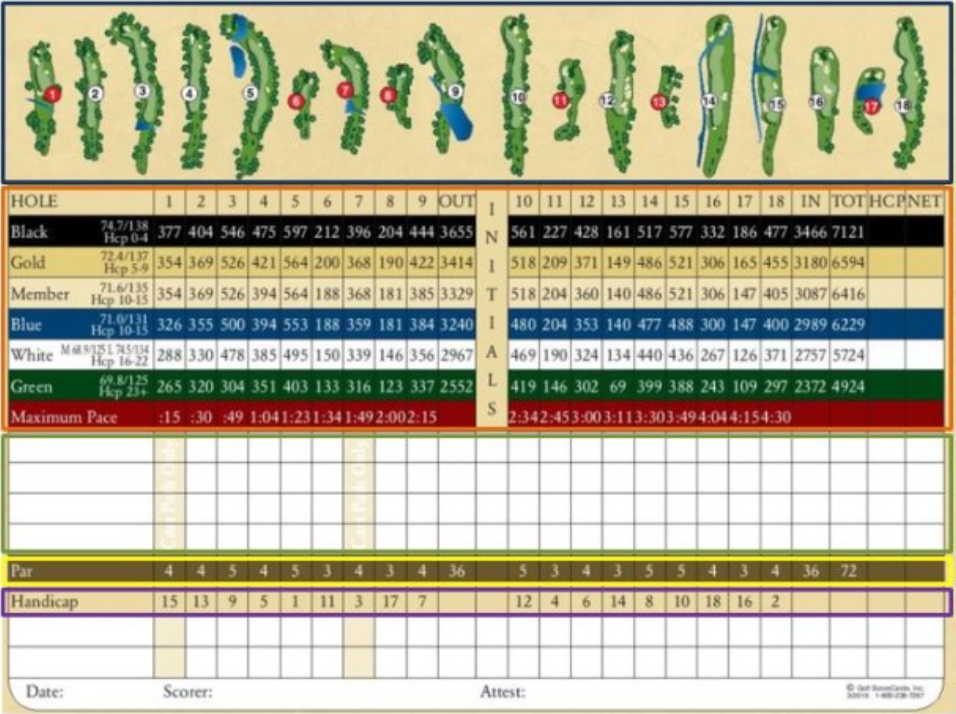 1 2 3 4 5 6 7 8 9 10 11 12 13 14 15 16 17 18
HOLE 1 2 3 4 5 6 7 8 9 OUT INITIALS 10 11 12 13 14 15 16 17 18 IN TOT HCP NET
Black 74.7/138 Hcp 0-4 377 404 546 475 597 212 396 204 444 3655 561 227 428 161 517 577 332 186 477 3466 7121
Gold 72.4/137 Hcp 5-9 354 369 526 421 564 200 368 190 422 3414 518 209 371 149 486 521 306 165 455 3180 6594
Member 71.6/135 Hcp 10-15 354 369 526 394 564 188 368 181 385 3329 518 204 360 140 486 521 306 147 405 3087 6416
Blue 71.0/131 Hcp 10-15 326 355 500 394 553 188 359 181 384 3240 480 204 353 140 477 488 300 147 400 2989 6229
White M 68.9/125 L 74.5/134 Hcp 16-22 288 330 478 385 495 150 339 146 356 2967 469 190 324 134 440 436 267 126 371 2757 5724
Green 69.8/125 Hcp 23+ 265 320 304 351 403 133 316 123 337 2552 419 146 302 69 399 388 243 109 297 2372 4924
Maximum Pace :15 :30 :49 1:04 1:23 1:34 1:49 2:00 2:15 2:34 2:45 3:00 3:11 3:30 3:49 4:04 4:15 4:30
Cart Path Only Cart Path Only
Par 4 4 5 4 5 3 4 3 4 36 5 3 4 3 5 5 4 3 4 36 72
Handicap 15 13 9 5 1 11 3 17 7 12 4 6 14 8 10 18 16 2
Date: Scorer: Attest:
© Golf ScoreCards, Inc.